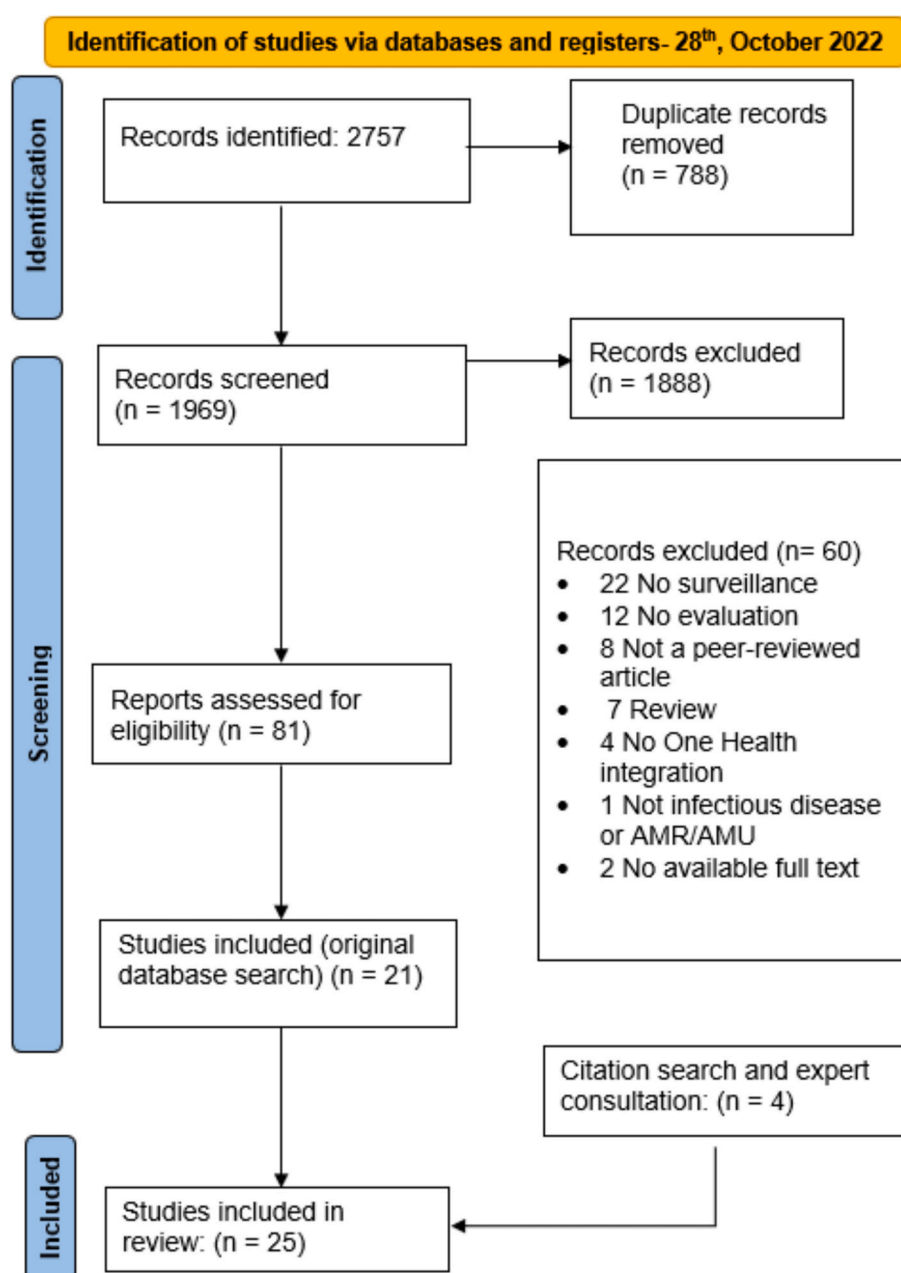 Identification of studies via databases and registers- 28th, October 2022
Identification
Records identified: 2757
Duplicate records
removed
(n = 788)
Screening
Records screened
(n = 1969)
Records excluded
(n = 1888)
Reports assessed for
eligibility (n = 81)
Records excluded (n= 60)
• 22 No surveillance
• 12 No evaluation
• 8 Not a peer-reviewed
article
• 7 Review
• 4 No One Health
integration
• 1 Not infectious disease
or AMR/AMU
• 2 No available full text
Studies included (original
database search) (n = 21)
Citation search and expert
consultation: (n = 4)
Included
Studies included in
review: (n = 25)